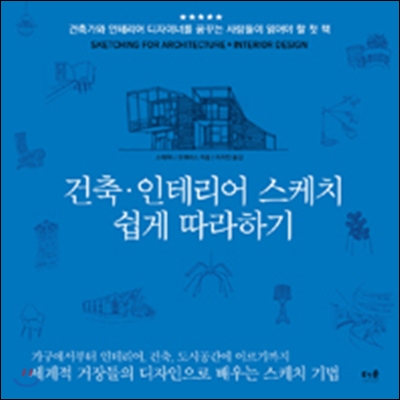 ★★★★★
건축가와 인테리어 디자이너를 꿈꾸는 사람들이 읽어야 할 첫 책
SKETCHING FOR ARCHITECTURE + INTERIOR DESIGN
지음
건축·인테리어 스케치
쉽게 따라하기
가구에서부터 인테리어, 건축, 도시공간에 이르기까지
세계적 거장들의 디자인으로 배우는 스케치 기법